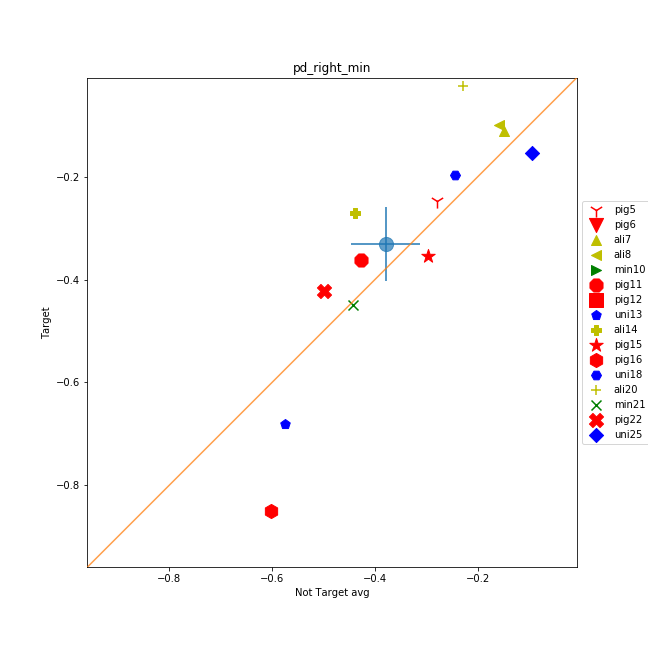 pd_right_min
Target
−0.2
−0.4
−0.6
−0.8
−0.8
−0.6
−0.4
−0.2
Not Target avg
pig5
pig6
ali7
ali8
min10
pig11
pig12
uni13
ali14
pig15
pig16
uni18
ali20
min21
pig22
uni25